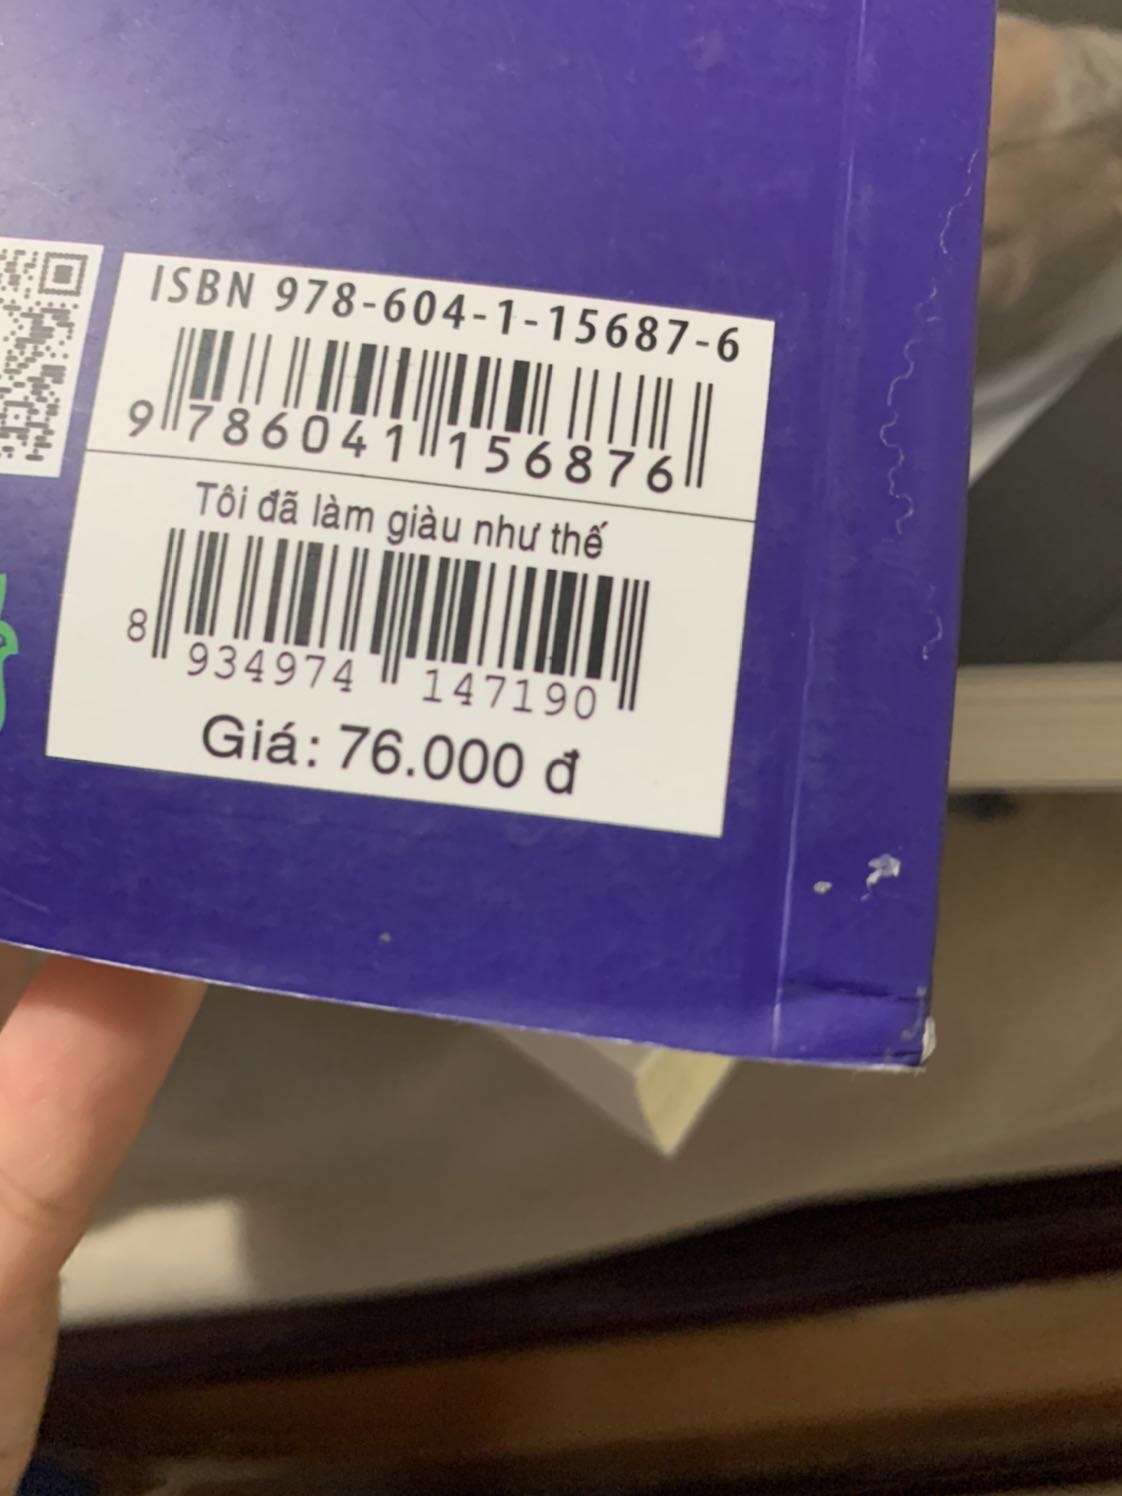 ISBN 978-604-1-15687-6
9 786041 156876
Tôi đã làm giàu như thế
8 934974 147190
Giá: 76.000 đ